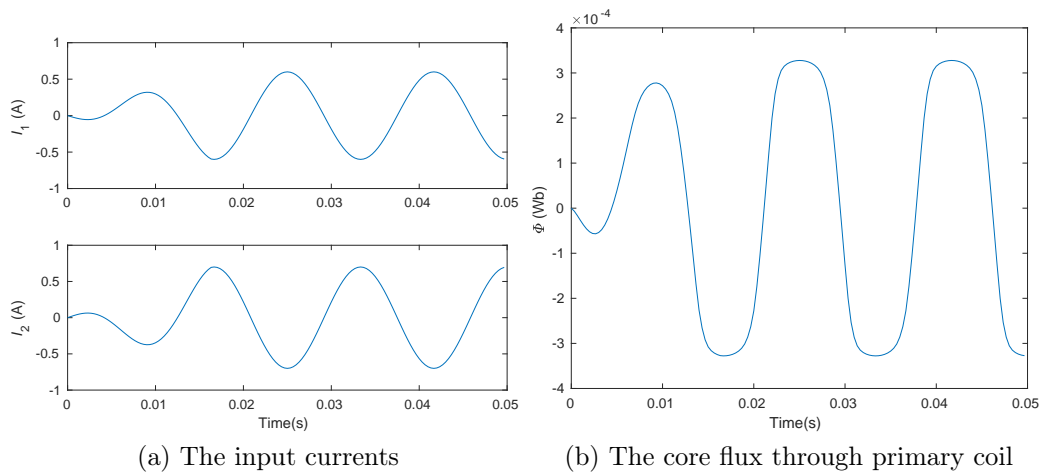 1
0.5
0
-0.5
-1
I₁ (A)
0 0.01 0.02 0.03 0.04 0.05
1
0.5
0
-0.5
-1
I₂ (A)
0 0.01 0.02 0.03 0.04 0.05
Time(s)
(a) The input currents
×10⁻⁴
4
3
2
1
0
-1
-2
-3
-4
Φ (Wb)
0 0.01 0.02 0.03 0.04 0.05
Time(s)
(b) The core flux through primary coil